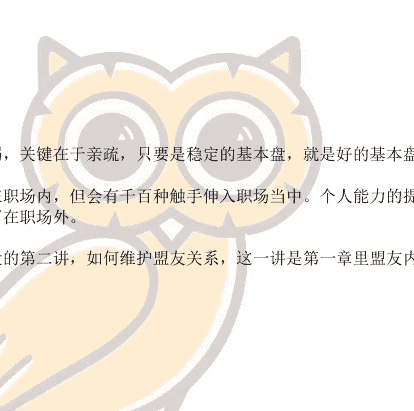 ，关键在于亲疏，只要是稳定的基本盘，就是好的基本盘
职场内，但会有千百种触手伸入职场当中。个人能力的提
在职场外。
的第二讲，如何维护盟友关系，这一讲是第一章里盟友内